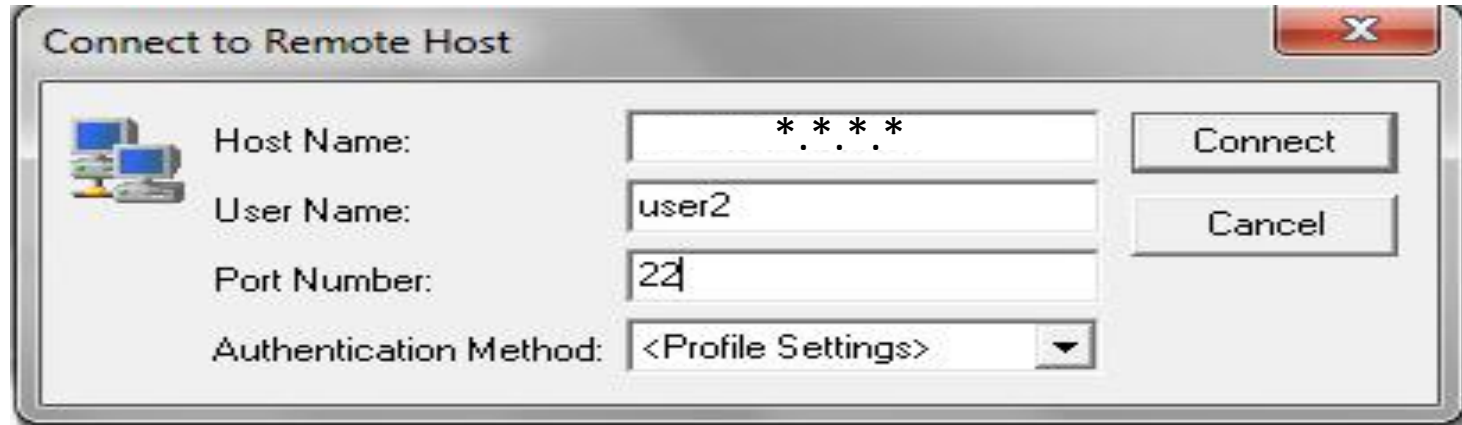 Connect to Remote Host
Host Name: *.*.*.* Connect
User Name: user2 Cancel
Port Number: 22
Authentication Method: <Profile Settings>